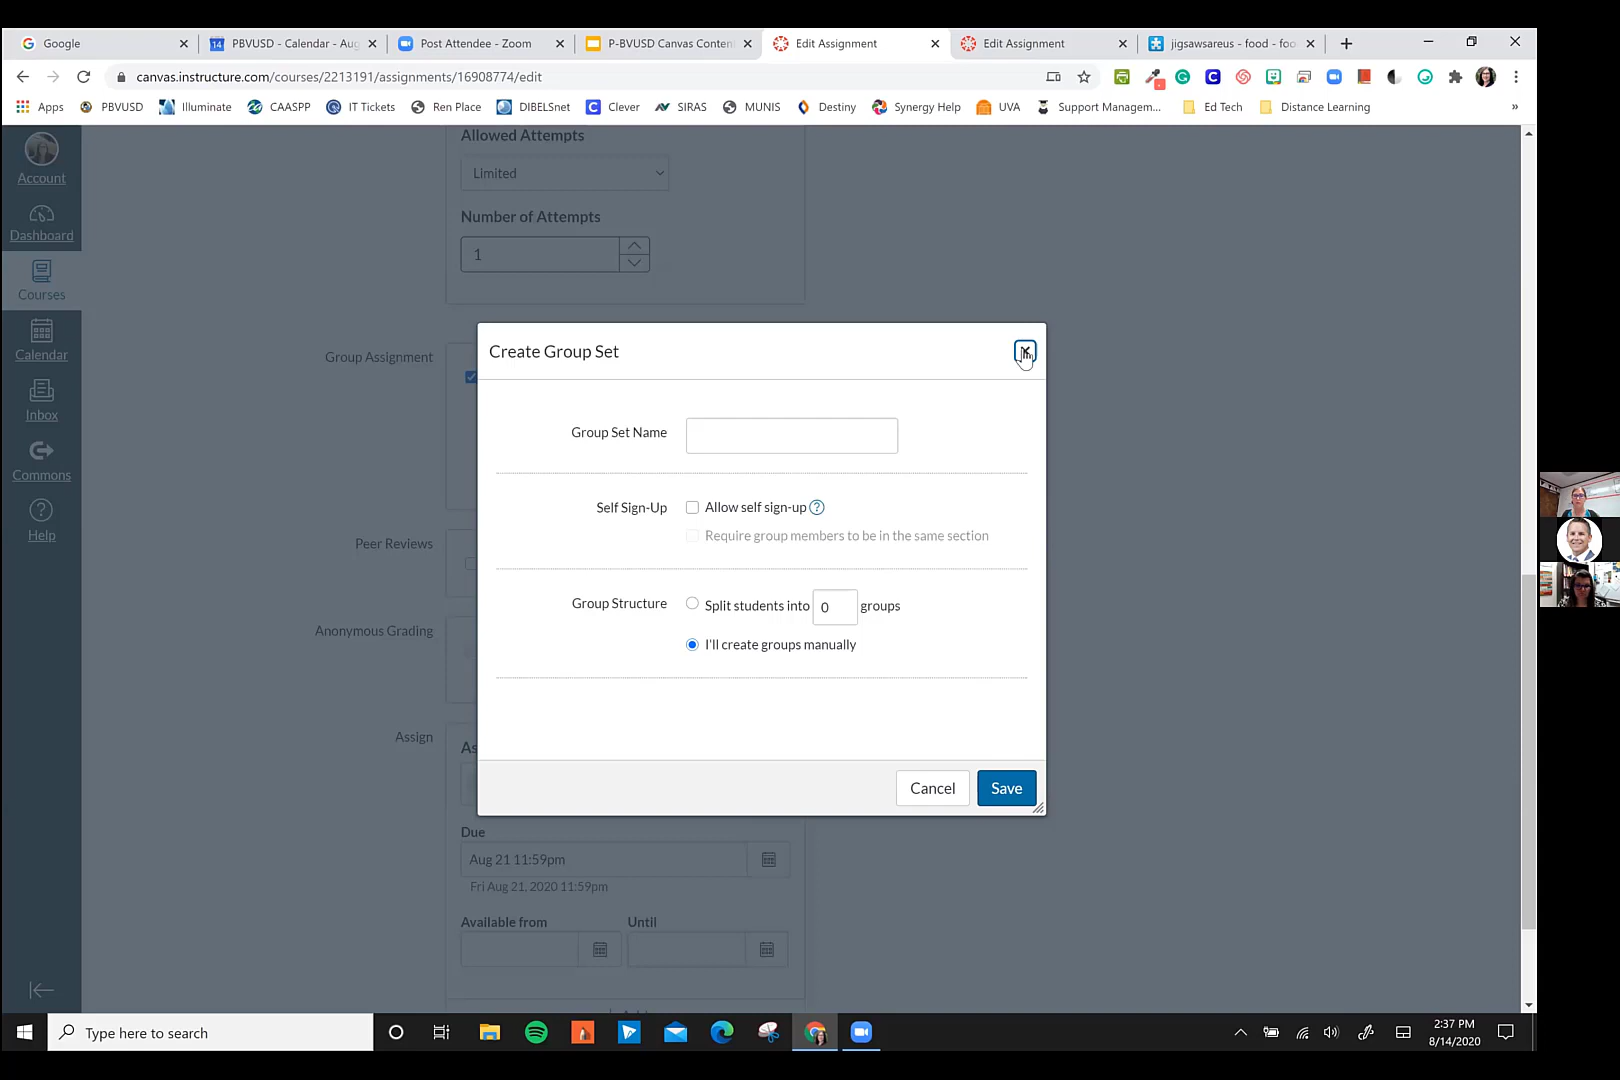 Google
PBVUSD - Calendar - Aug
Post Attendee - Zoom
P-BVUSD Canvas Conten
Edit Assignment
Edit Assignment
jigsawsareus - food - foo
canvas.instructure.com/courses/2213191/assignments/16908774/edit
Apps
PBVUSD
Illuminate
CAASPP
IT Tickets
Ren Place
DIBELSnet
Clever
SIRAS
MUNIS
Destiny
Synergy Help
UVA
Support Managem...
Ed Tech
Distance Learning
»
Account
Dashboard
Courses
Calendar
Inbox
Commons
Help
Allowed Attempts
Limited
Number of Attempts
1
Group Assignment
Peer Reviews
Anonymous Grading
Assign
As
Create Group Set
Group Set Name
Self Sign-Up
Allow self sign-up ?
Require group members to be in the same section
Group Structure
Split students into 0 groups
I'll create groups manually
Cancel
Save
Due
Aug 21 11:59pm
Fri Aug 21, 2020 11:59pm
Available from
Until
Type here to search
2:37 PM
8/14/2020